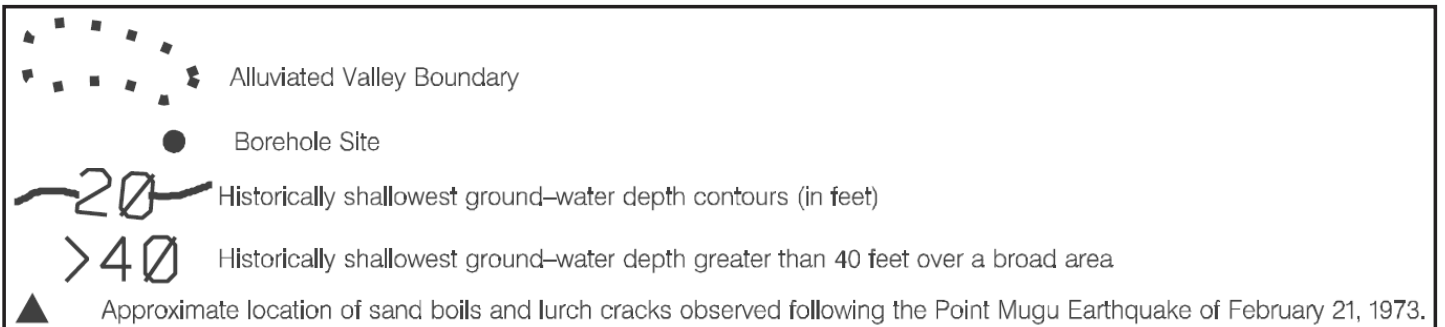 Alluviated Valley Boundary
Borehole Site
20 Historically shallowest ground–water depth contours (in feet)
>40 Historically shallowest ground–water depth greater than 40 feet over a broad area
Approximate location of sand boils and lurch cracks observed following the Point Mugu Earthquake of February 21, 1973.